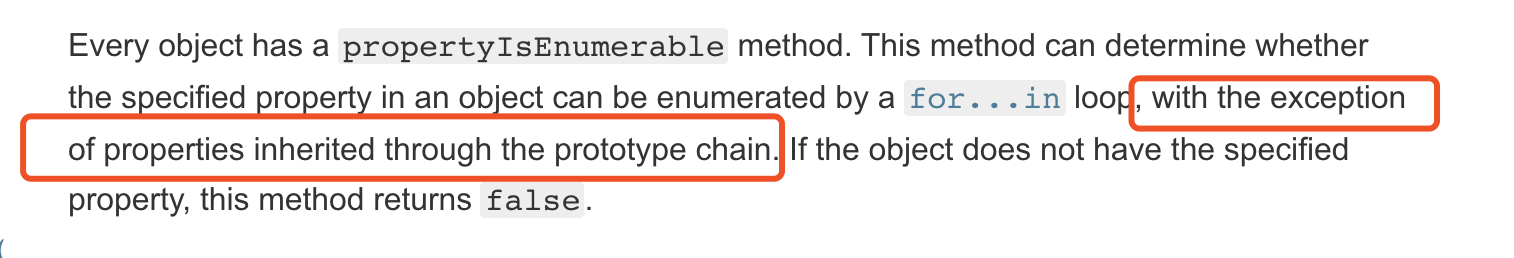 Every object has a propertyIsEnumerable method. This method can determine whether
the specified property in an object can be enumerated by a for...in loop, with the exception
of properties inherited through the prototype chain. If the object does not have the specified
property, this method returns false.